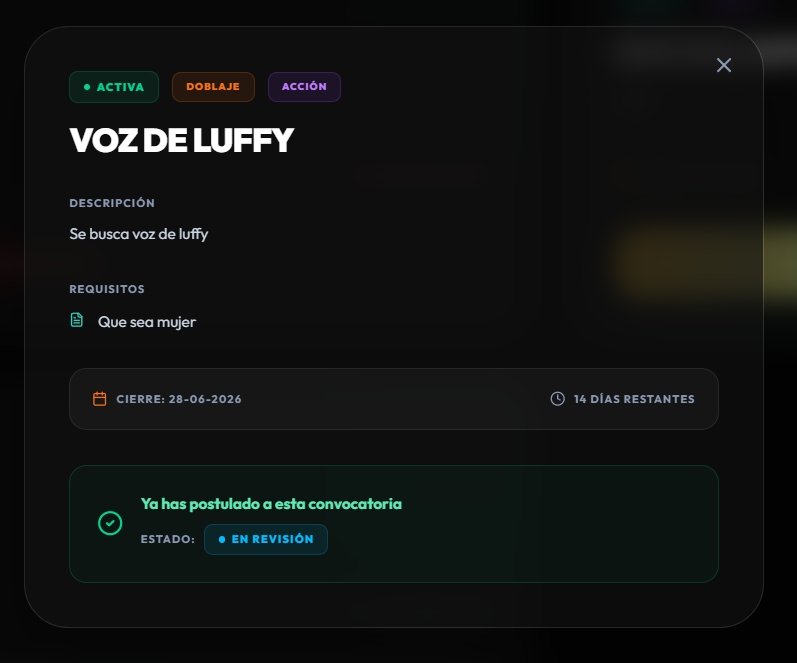 ACTIVA
DOBLAJE
ACCIÓN
VOZ DE LUFFY
DESCRIPCIÓN
Se busca voz de luffy
REQUISITOS
Que sea mujer
CIERRE: 28-06-2026
14 DÍAS RESTANTES
Ya has postulado a esta convocatoria
ESTADO:
EN REVISIÓN